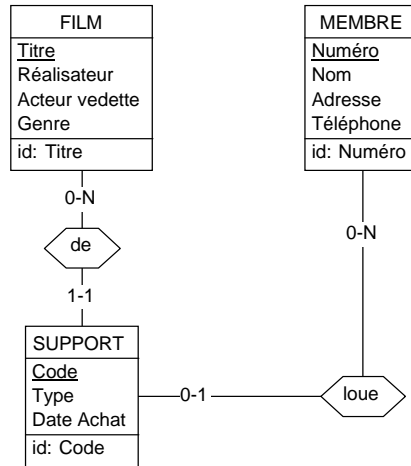 FILM
Titre
Réalisateur
Acteur vedette
Genre
id: Titre
MEMBRE
Numéro
Nom
Adresse
Téléphone
id: Numéro
0-N
de
1-1
0-N
SUPPORT
Code
Type
Date Achat
id: Code
0-1
loue